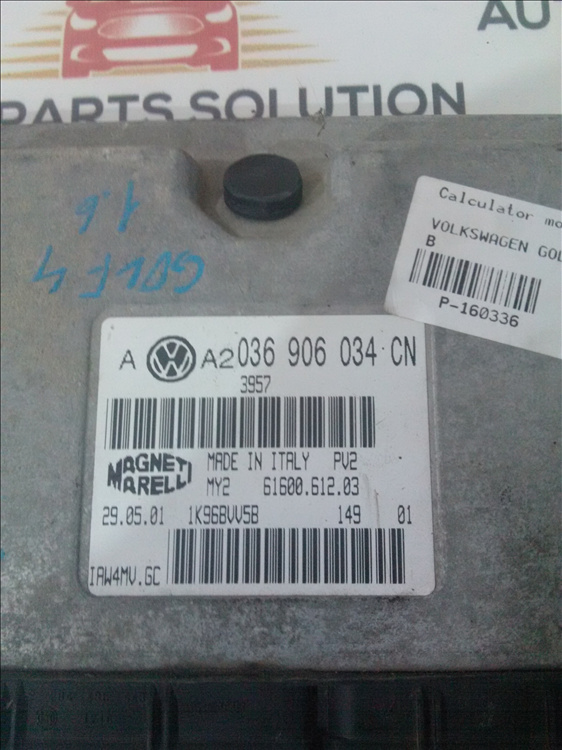 AU
PARTS SOLUTION
1.6
GOLF 4
Calculator mo
VOLKSWAGEN GOL
B
P-160336
A A2 036 906 034 CN
3957
MAGNETI MARELLI
MADE IN ITALY PV2
MY2 61600.612.03
29.05.01 1K96BVV5B 149 01
IAW4MV.GC